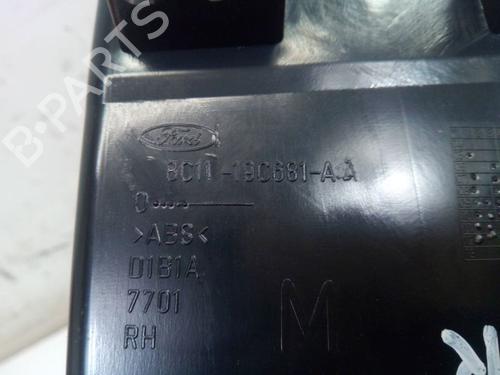 B-PARTS
Ford
8C11-19C681-AA
>ABS<
D1B1A
7701
RH
M